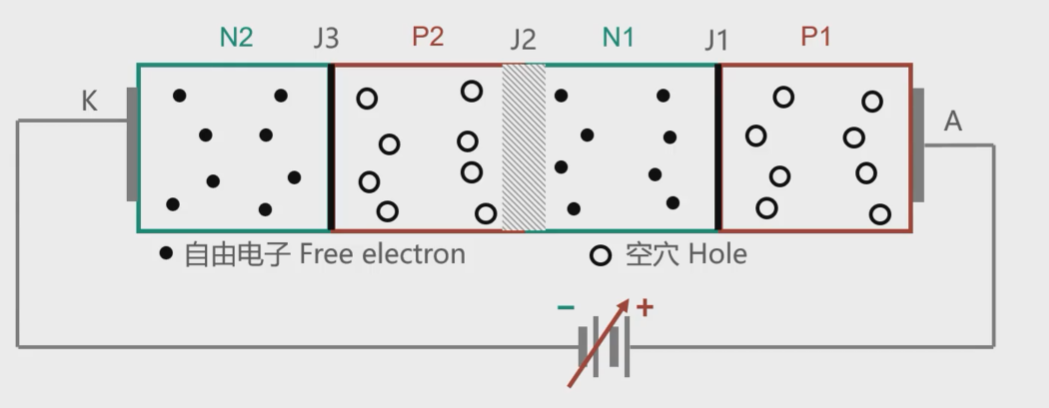 N2 J3 P2 J2 N1 J1 P1
K
A
自由电子 Free electron
空穴 Hole
− +